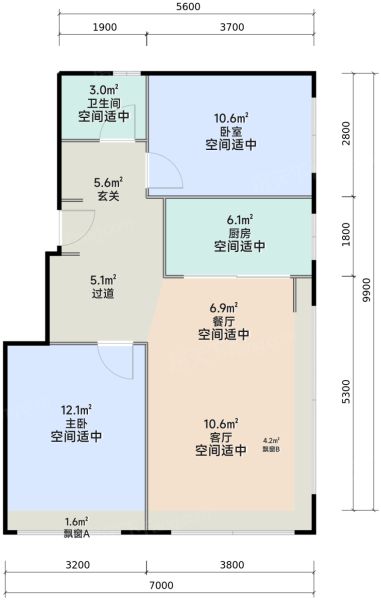 5600
1900
3700
3.0㎡
卫生间
空间适中
10.6㎡
卧室
空间适中
2800
5.6㎡
玄关
6.1㎡
厨房
空间适中
1800
9900
5.1㎡
过道
6.9㎡
餐厅
空间适中
5300
12.1㎡
主卧
空间适中
10.6㎡
客厅
空间适中
4.2㎡
飘窗B
1.6㎡
飘窗A
3200
3800
7000